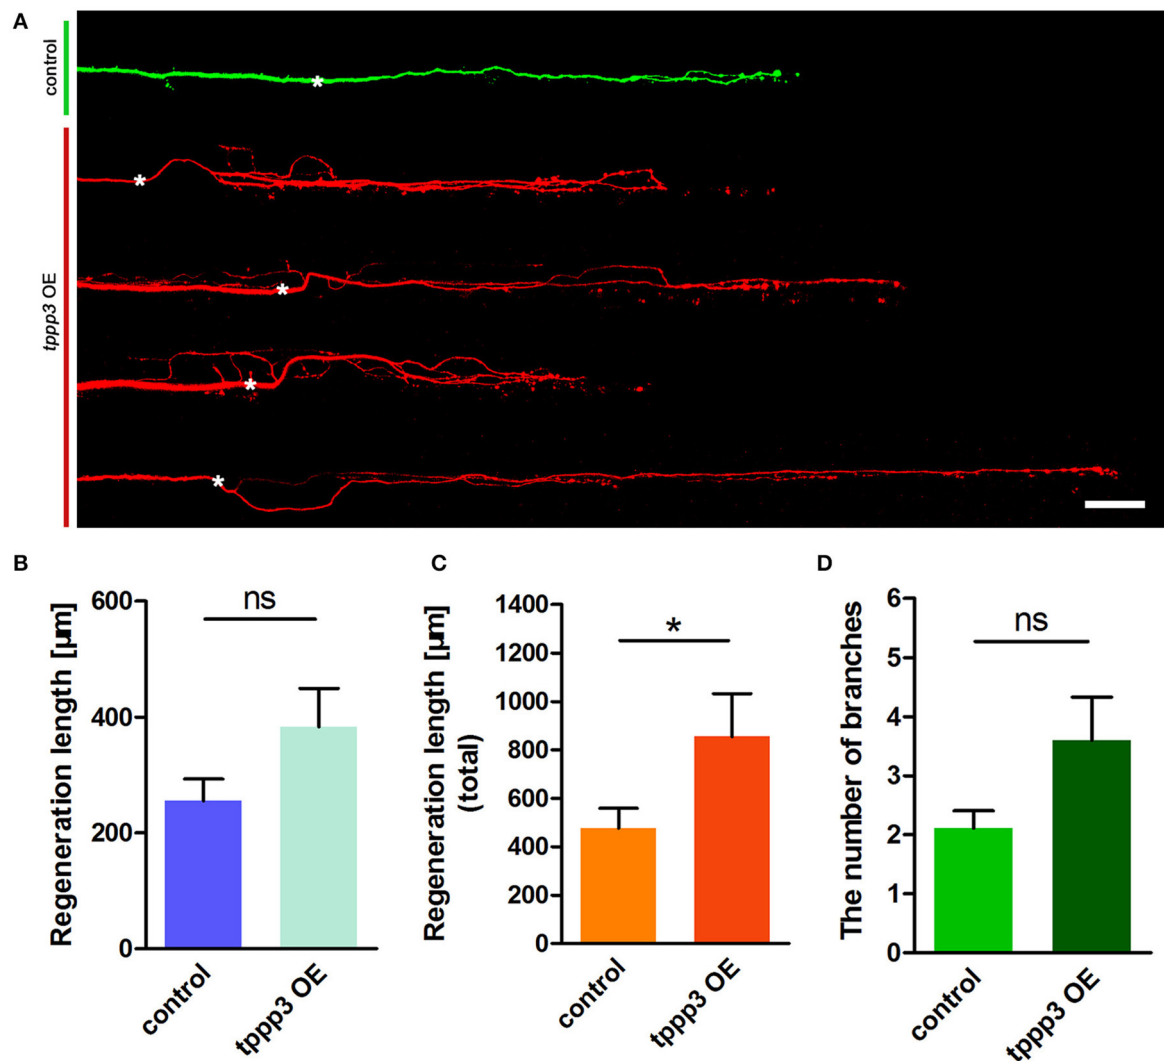 A
control
tppp3 OE
*
*
*
*
*
B
Regeneration length [µm]
600
400
200
0
ns
control
tppp3 OE
C
Regeneration length [µm]
(total)
1400
1200
1000
800
600
400
200
0
*
control
tppp3 OE
D
The number of branches
6
5
4
3
2
1
0
ns
control
tppp3 OE